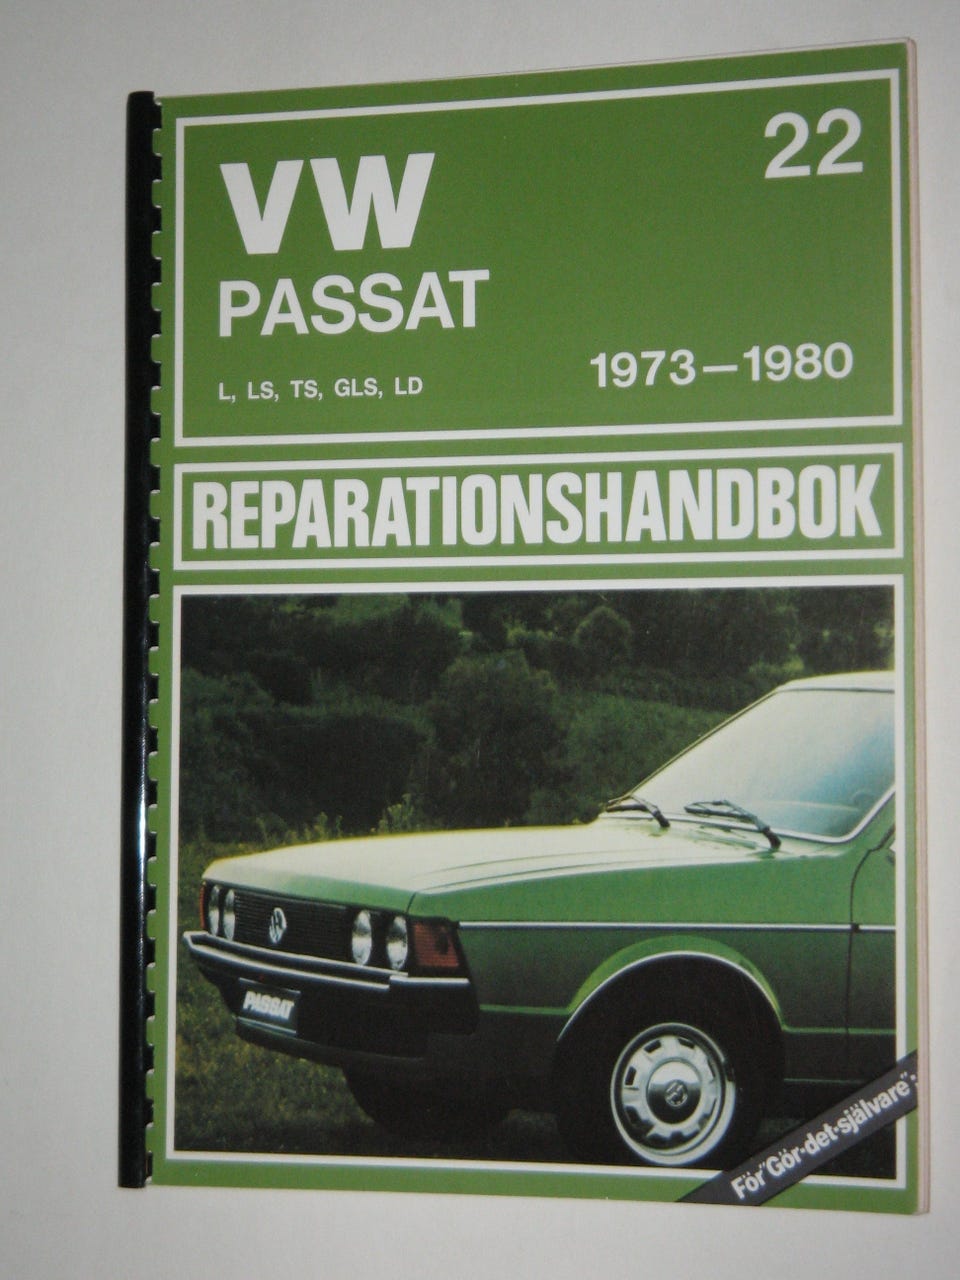 22
VW
PASSAT
L, LS, TS, GLS, LD
1973–1980
REPARATIONSHANDBOK
PASSAT
För "Gör-det-självare"